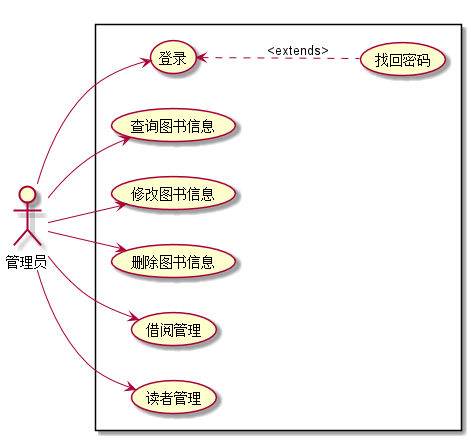 登录
<extends>
找回密码
查询图书信息
修改图书信息
管理员
删除图书信息
借阅管理
读者管理